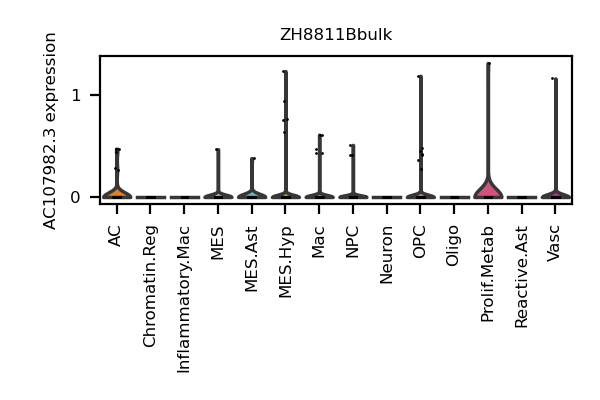 ZH8811Bbulk
AC107982.3 expression
1
0
AC
Chromatin.Reg
Inflammatory.Mac
MES
MES.Ast
MES.Hyp
Mac
NPC
Neuron
OPC
Oligo
Prolif.Metab
Reactive.Ast
Vasc